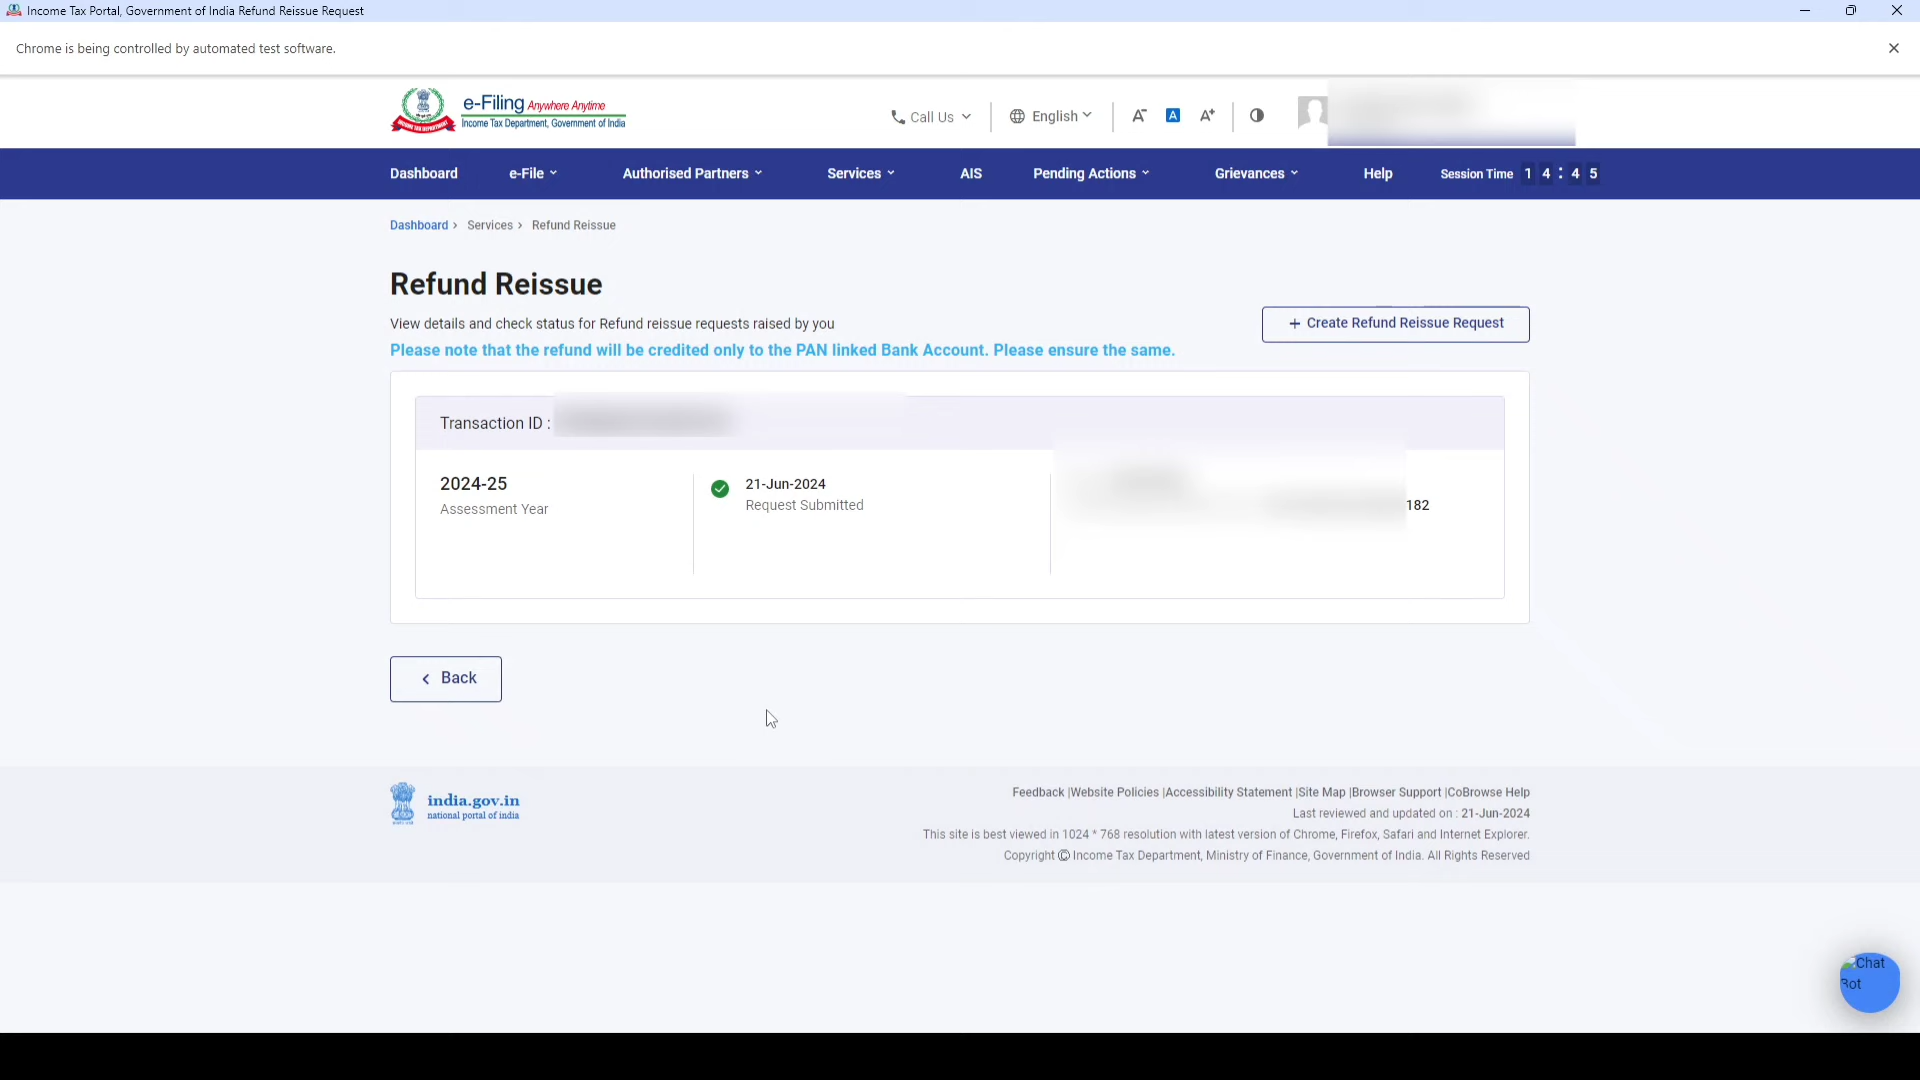 Income Tax Portal, Government of India Refund Reissue Request
Chrome is being controlled by automated test software.
e-Filing Anywhere Anytime
Income Tax Department, Government of India
INCOME TAX DEPARTMENT
Call Us
English
A-
A
A+
Dashboard e-File Authorised Partners Services AIS Pending Actions Grievances Help Session Time 1 4 : 4 5
Dashboard > Services > Refund Reissue
Refund Reissue
View details and check status for Refund reissue requests raised by you
+ Create Refund Reissue Request
Please note that the refund will be credited only to the PAN linked Bank Account. Please ensure the same.
Transaction ID :
2024-25
Assessment Year
21-Jun-2024
Request Submitted
182
< Back
india.gov.in
national portal of india
Feedback |Website Policies |Accessibility Statement |Site Map |Browser Support |CoBrowse Help
Last reviewed and updated on : 21-Jun-2024
This site is best viewed in 1024 * 768 resolution with latest version of Chrome, Firefox, Safari and Internet Explorer.
Copyright © Income Tax Department, Ministry of Finance, Government of India. All Rights Reserved
Chat
Bot